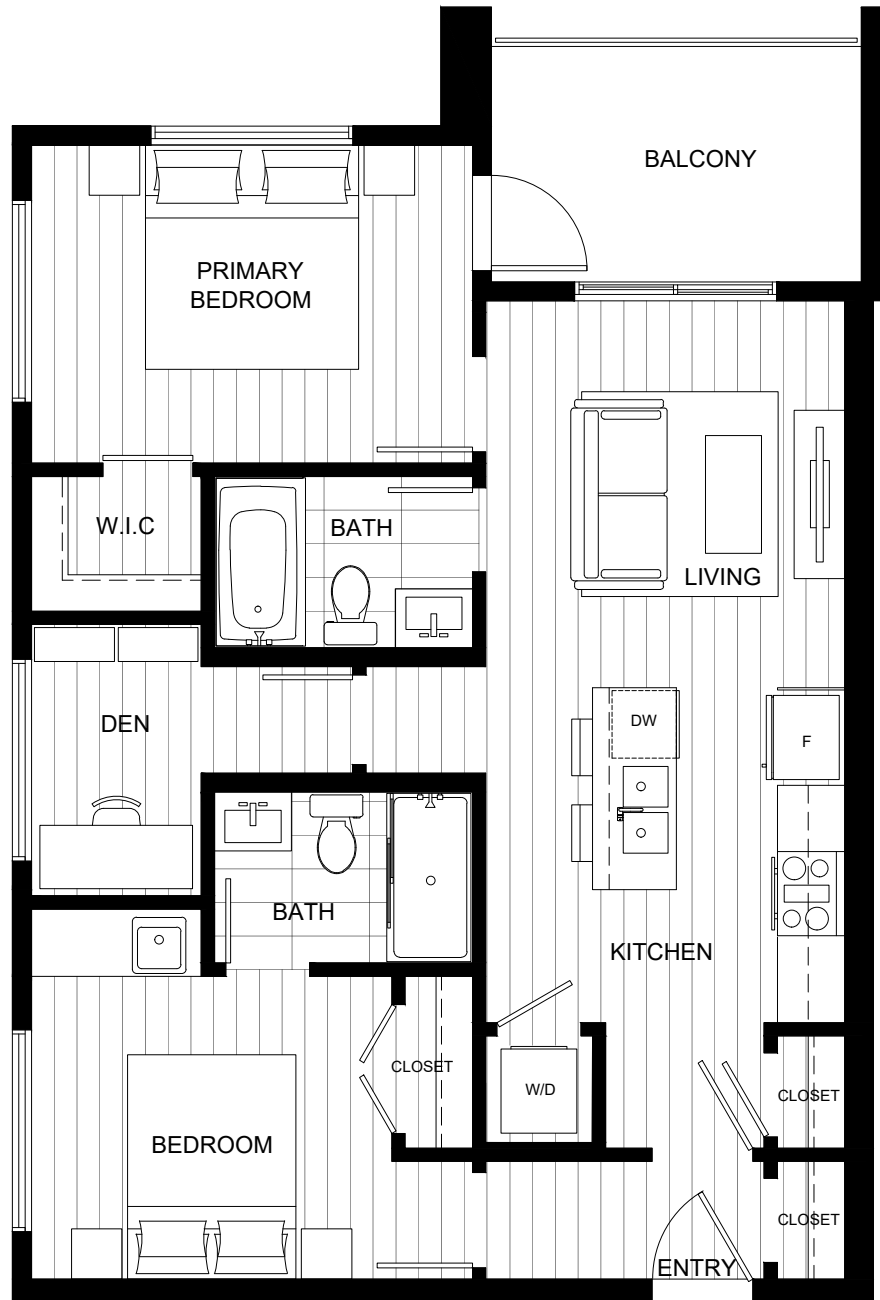 BALCONY
PRIMARY
BEDROOM
W.I.C
BATH
LIVING
DEN
DW
F
BATH
KITCHEN
CLOSET
W/D
CLOSET
BEDROOM
CLOSET
ENTRY